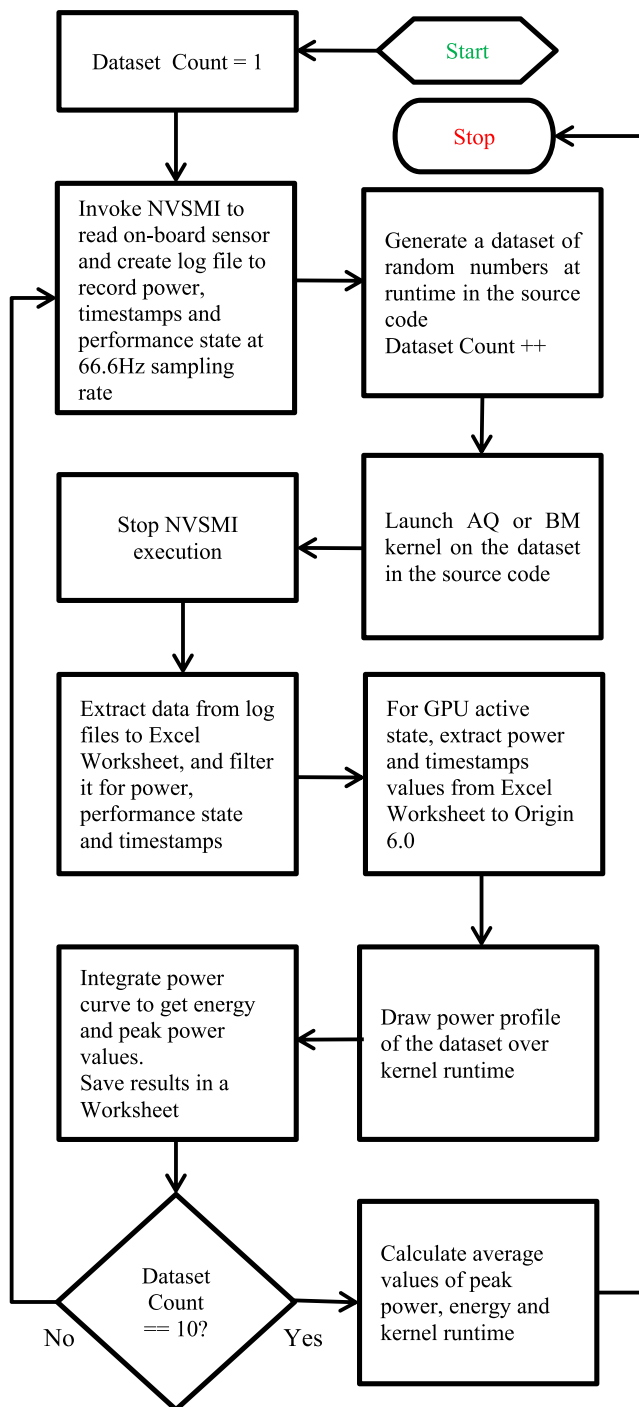 Start
Dataset Count = 1
Stop
Invoke NVSMI to
read on-board sensor
and create log file to
record power,
timestamps and
performance state at
66.6Hz sampling
rate
Generate a dataset of
random numbers at
runtime in the source
code
Dataset Count ++
Launch AQ or BM
kernel on the dataset
in the source code
Stop NVSMI
execution
Extract data from log
files to Excel
Worksheet, and filter
it for power,
performance state
and timestamps
For GPU active
state, extract power
and timestamps
values from Excel
Worksheet to Origin
6.0
Draw power profile
of the dataset over
kernel runtime
Integrate power
curve to get energy
and peak power
values.
Save results in a
Worksheet
Dataset
Count
== 10?
No
Yes
Calculate average
values of peak
power, energy and
kernel runtime